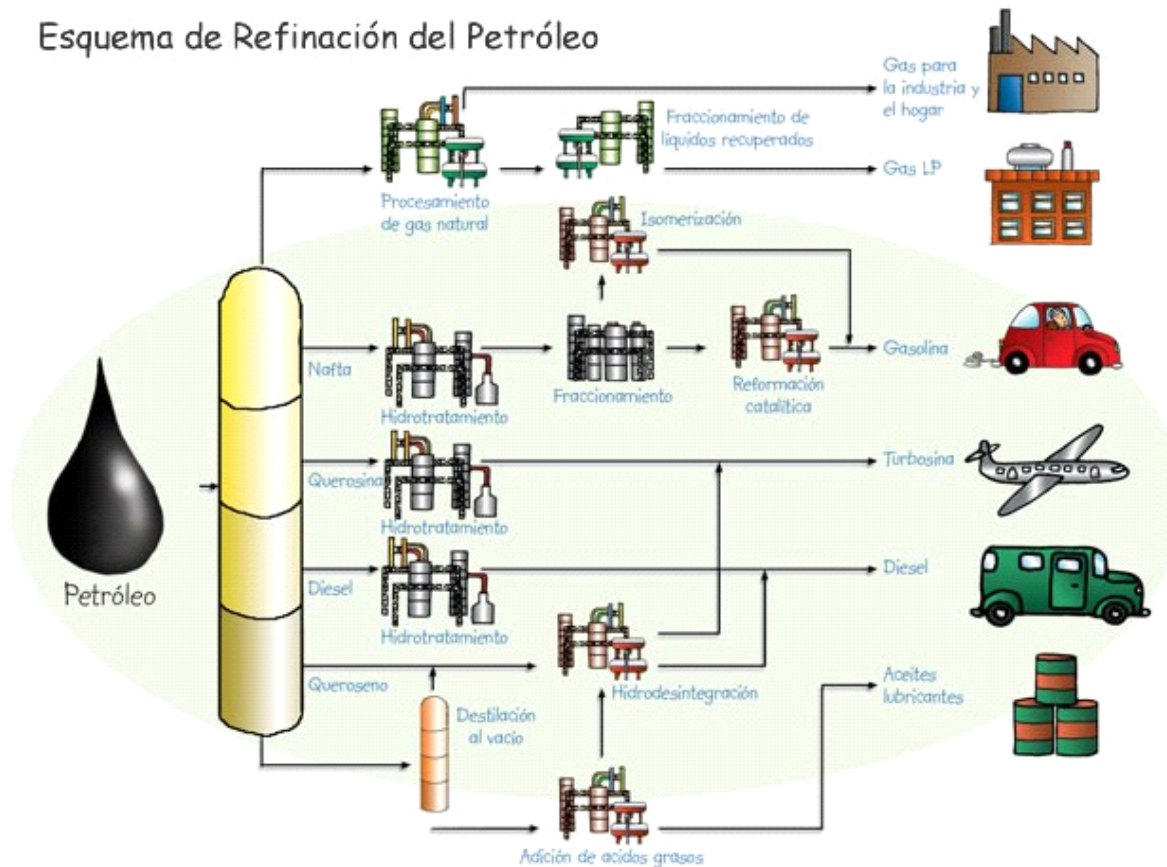 Esquema de Refinación del Petróleo
Gas para
la industria y
el hogar
Fraccionamiento de
líquidos recuperados
Gas LP
Procesamiento
de gas natural
Isomerización
Nafta
Hidrotratamiento
Fraccionamiento
Reformación
catalítica
Gasolina
Querosina
Hidrotratamiento
Turbosina
Petróleo
Diesel
Hidrotratamiento
Diesel
Queroseno
Hidrodesintegración
Aceites
lubricantes
Destilación
al vacío
Adición de acidos grasos